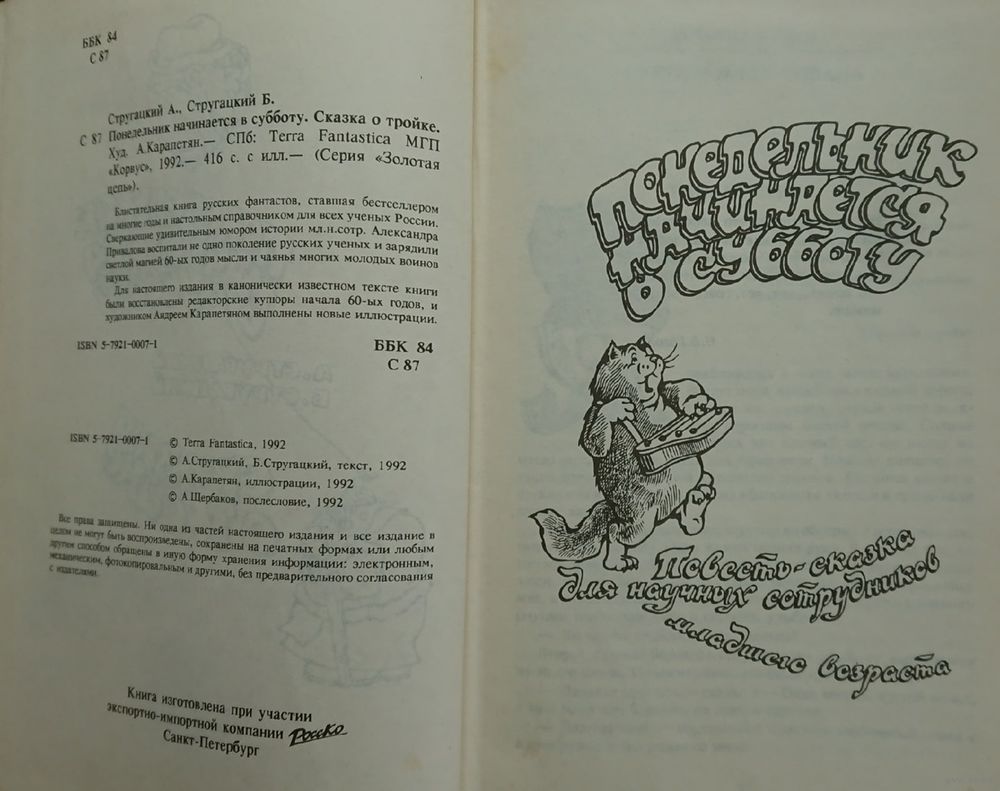 ББК 84
С 87
Стругацкий А., Стругацкий Б.
С 87 Понедельник начинается в субботу. Сказка о тройке.
Худ. А.Карапетян.— СПб: Terra Fantastica МГП
«Корвус», 1992.— 416 с. с илл.— (Серия «Золотая
цепь»).
Блистательная книга русских фантастов, ставшая бестселлером
на многие годы и настольным справочником для всех ученых России.
Сверкающие удивительным юмором истории мл.н.сотр. Александра
Привалова воспитали не одно поколение русских ученых и зарядили
светлой магией 60-ых годов мысли и чаянья многих молодых воинов
науки.
Для настоящего издания в канонически известном тексте книги
были восстановлены редакторские купюры начала 60-ых годов, и
художником Андреем Карапетяном выполнены новые иллюстрации.
ISBN 5-7921-0007-1
ББК 84
С 87
ISBN 5-7921-0007-1
© Terra Fantastica, 1992
© А.Стругацкий, Б.Стругацкий, текст, 1992
© А.Карапетян, иллюстрации, 1992
© А.Щербаков, послесловие, 1992
Все права защищены. Ни одна из частей настоящего издания и все издание в
целом не могут быть воспроизведены, сохранены на печатных формах или любым
другим способом обращены в иную форму хранения информации: электронным,
механическим, фотокопировальным и другими, без предварительного согласования
с издателями.
Книга изготовлена при участии
экспортно-импортной компании Росско
Санкт-Петербург
Понедельник
начинается
в субботу
Повесть-сказка
для научных сотрудников
младшего возраста